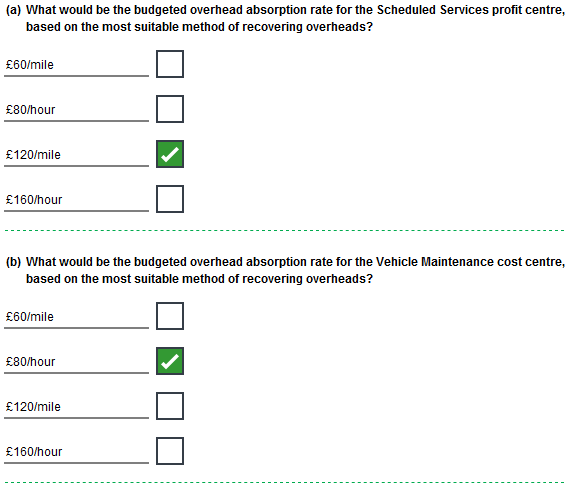 (a) What would be the budgeted overhead absorption rate for the Scheduled Services profit centre,
based on the most suitable method of recovering overheads?
£60/mile
£80/hour
£120/mile
£160/hour
(b) What would be the budgeted overhead absorption rate for the Vehicle Maintenance cost centre,
based on the most suitable method of recovering overheads?
£60/mile
£80/hour
£120/mile
£160/hour